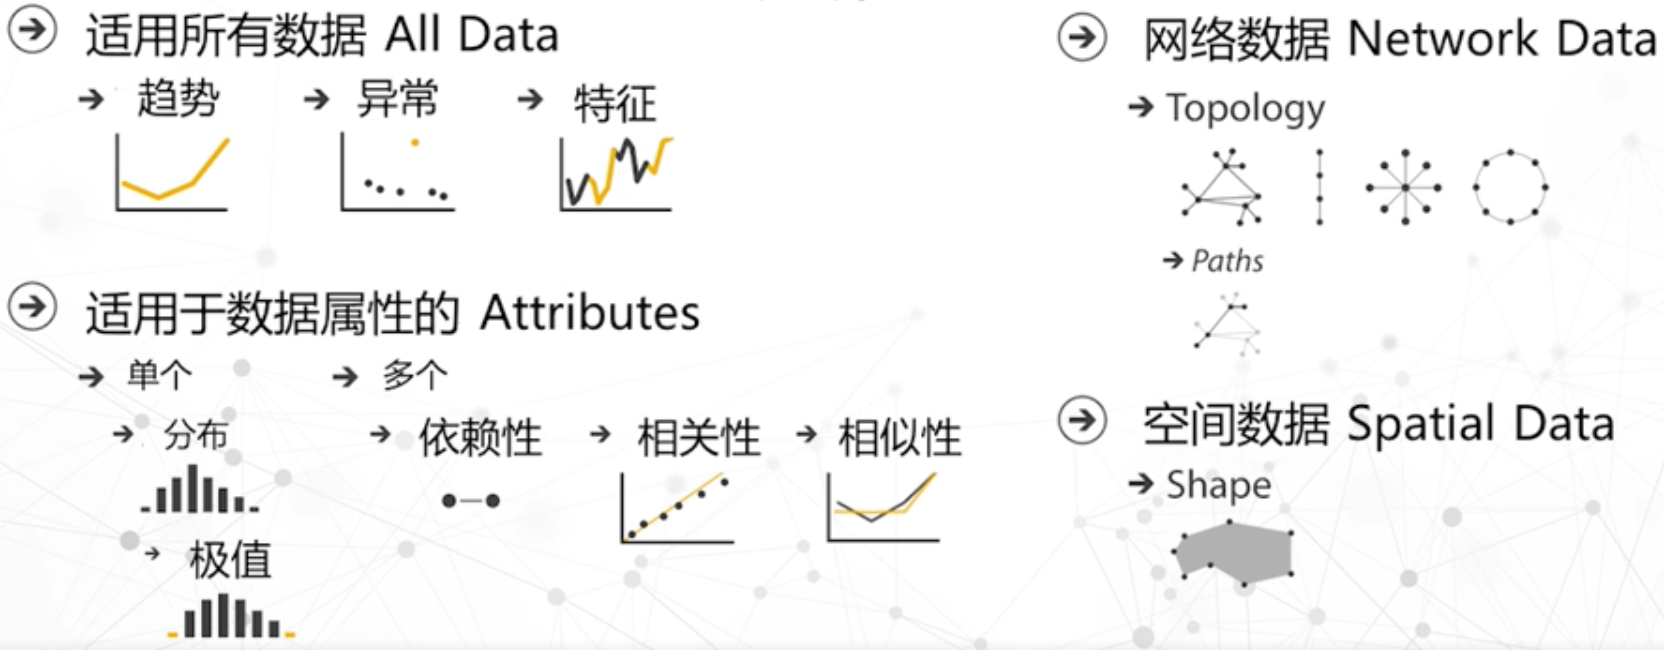 适用所有数据 All Data
趋势
异常
特征
适用于数据属性的 Attributes
单个
多个
分布
依赖性
相关性
相似性
极值
网络数据 Network Data
Topology
Paths
空间数据 Spatial Data
Shape